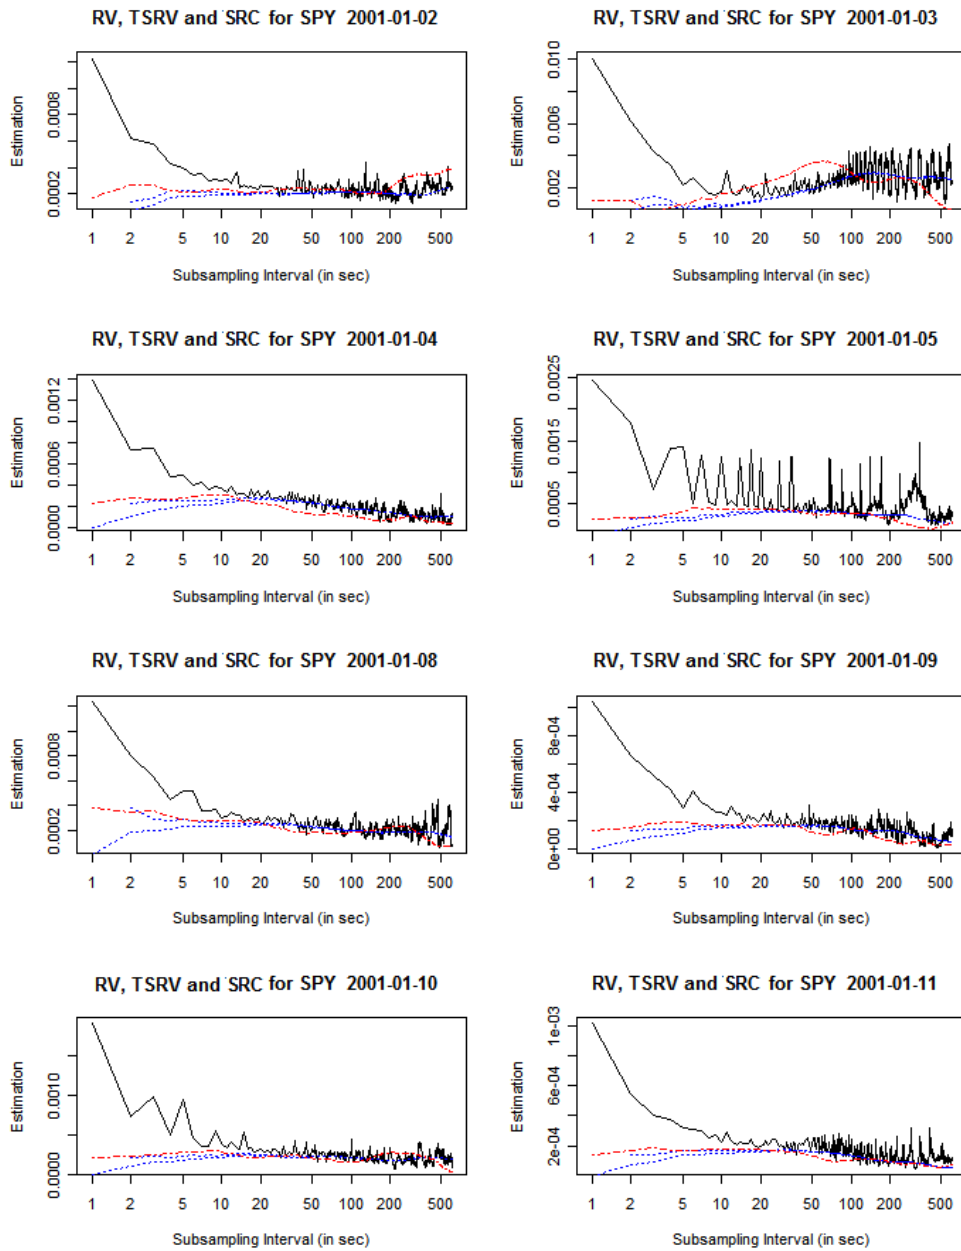 RV, TSRV and SRC for SPY 2001-01-02
Estimation
0.0002 0.0008
1 2 5 10 20 50 100 200 500
Subsampling Interval (in sec)
RV, TSRV and SRC for SPY 2001-01-03
Estimation
0.002 0.006 0.010
1 2 5 10 20 50 100 200 500
Subsampling Interval (in sec)
RV, TSRV and SRC for SPY 2001-01-04
Estimation
0.0000 0.0006 0.0012
1 2 5 10 20 50 100 200 500
Subsampling Interval (in sec)
RV, TSRV and SRC for SPY 2001-01-05
Estimation
0.0005 0.0015 0.0025
1 2 5 10 20 50 100 200 500
Subsampling Interval (in sec)
RV, TSRV and SRC for SPY 2001-01-08
Estimation
0.0002 0.0008
1 2 5 10 20 50 100 200 500
Subsampling Interval (in sec)
RV, TSRV and SRC for SPY 2001-01-09
Estimation
0e+00 4e-04 8e-04
1 2 5 10 20 50 100 200 500
Subsampling Interval (in sec)
RV, TSRV and SRC for SPY 2001-01-10
Estimation
0.0000 0.0010
1 2 5 10 20 50 100 200 500
Subsampling Interval (in sec)
RV, TSRV and SRC for SPY 2001-01-11
Estimation
2e-04 6e-04 1e-03
1 2 5 10 20 50 100 200 500
Subsampling Interval (in sec)